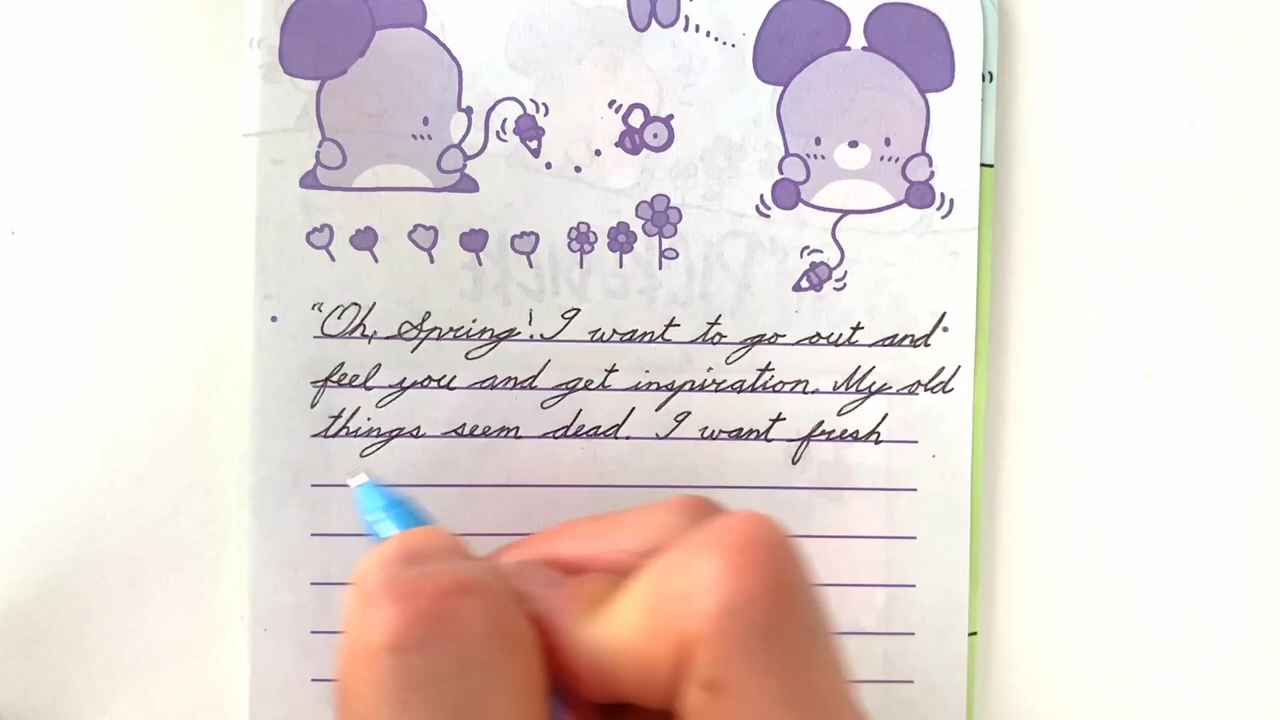 "Oh, Spring! I want to go out and
feel you and get inspiration. My old
things seem dead. I want fresh